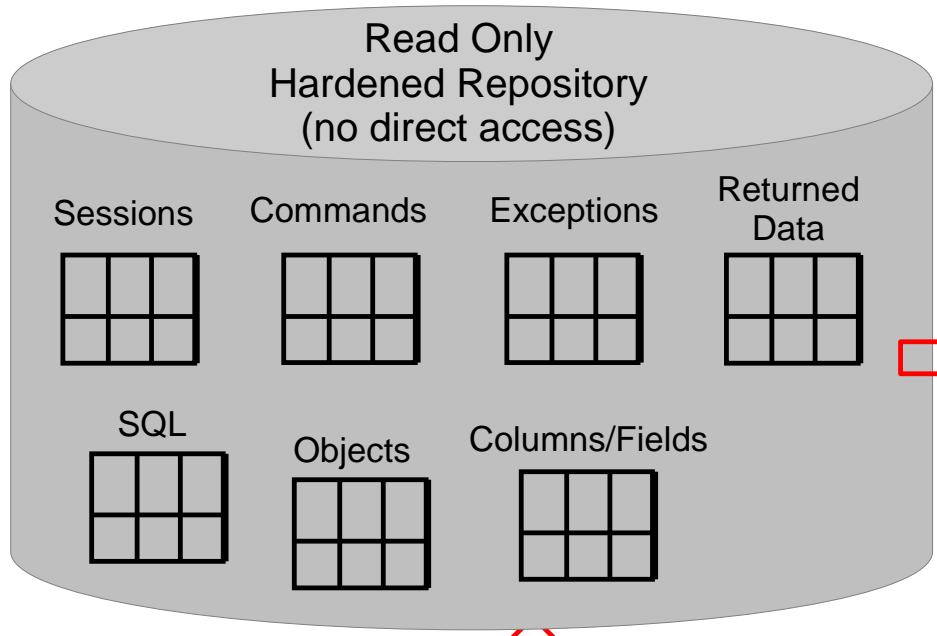 Read Only
Hardened Repository
(no direct access)
Sessions
Commands
Exceptions
Returned
Data
SQL
Objects
Columns/Fields